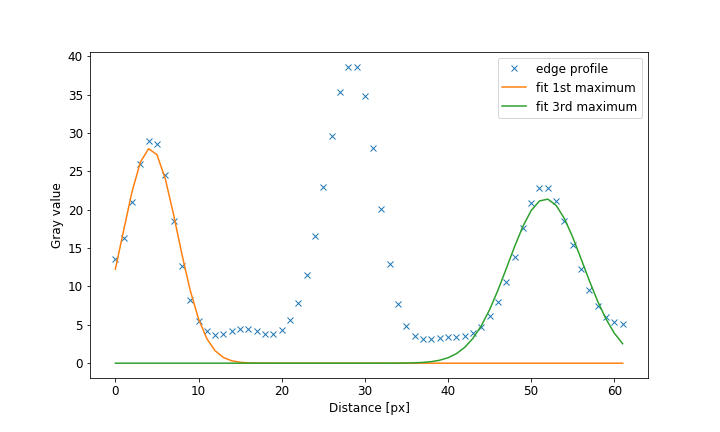 40
35
30
25
20
15
10
5
0
Gray value
0 10 20 30 40 50 60
Distance [px]
edge profile
fit 1st maximum
fit 3rd maximum